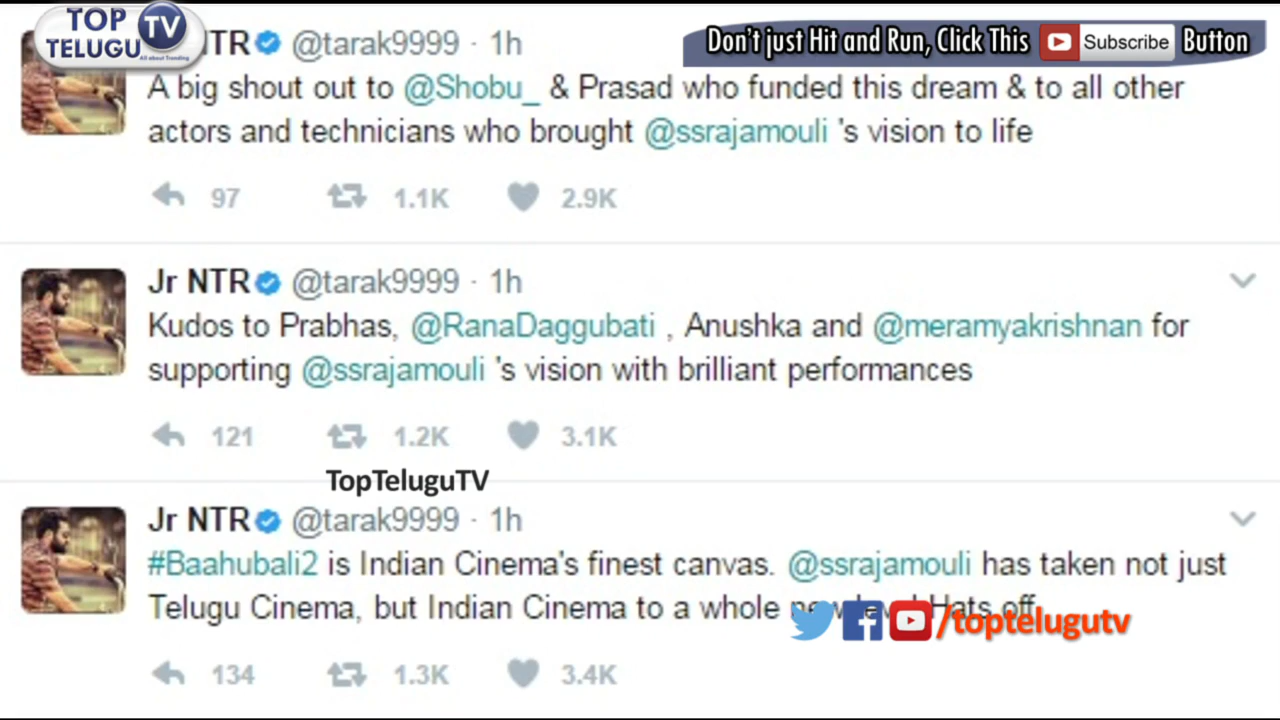 TOP
TELUGU TV
All about Trending
Don't just Hit and Run, Click This Subscribe Button
TR @tarak9999 · 1h
A big shout out to @Shobu_ & Prasad who funded this dream & to all other
actors and technicians who brought @ssrajamouli 's vision to life
97 1.1K 2.9K
Jr NTR @tarak9999 · 1h
Kudos to Prabhas, @RanaDaggubati , Anushka and @meramyakrishnan for
supporting @ssrajamouli 's vision with brilliant performances
121 1.2K 3.1K
TopTeluguTV
Jr NTR @tarak9999 · 1h
#Baahubali2 is Indian Cinema's finest canvas. @ssrajamouli has taken not just
Telugu Cinema, but Indian Cinema to a whole new level Hats off
/toptelugutv
134 1.3K 3.4K